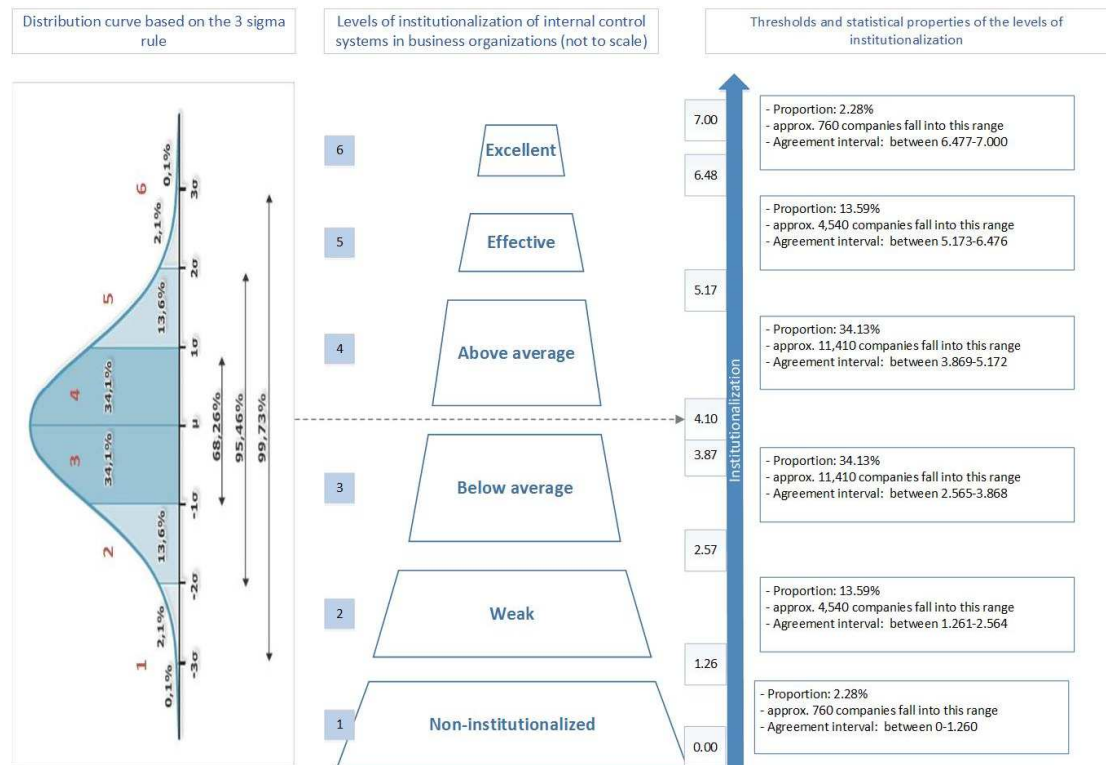 Distribution curve based on the 3 sigma
rule
Levels of institutionalization of internal control
systems in business organizations (not to scale)
Thresholds and statistical properties of the levels of
institutionalization
0,1%
6
3σ
2,1%
2σ
5
13,6%
1σ
4
34,1%
μ
3
34,1%
-1σ
2
13,6%
-2σ
2,1%
1
-3σ
0,1%
68,26%
95,46%
99,73%
6
Excellent
5
Effective
4
Above average
3
Below average
2
Weak
1
Non-institutionalized
7.00
6.48
5.17
4.10
3.87
2.57
1.26
0.00
Institutionalization
- Proportion: 2.28%
- approx. 760 companies fall into this range
- Agreement interval: between 6.477-7.000
- Proportion: 13.59%
- approx. 4,540 companies fall into this range
- Agreement interval: between 5.173-6.476
- Proportion: 34.13%
- approx. 11,410 companies fall into this range
- Agreement interval: between 3.869-5.172
- Proportion: 34.13%
- approx. 11,410 companies fall into this range
- Agreement interval: between 2.565-3.868
- Proportion: 13.59%
- approx. 4,540 companies fall into this range
- Agreement interval: between 1.261-2.564
- Proportion: 2.28%
- approx. 760 companies fall into this range
- Agreement interval: between 0-1.260